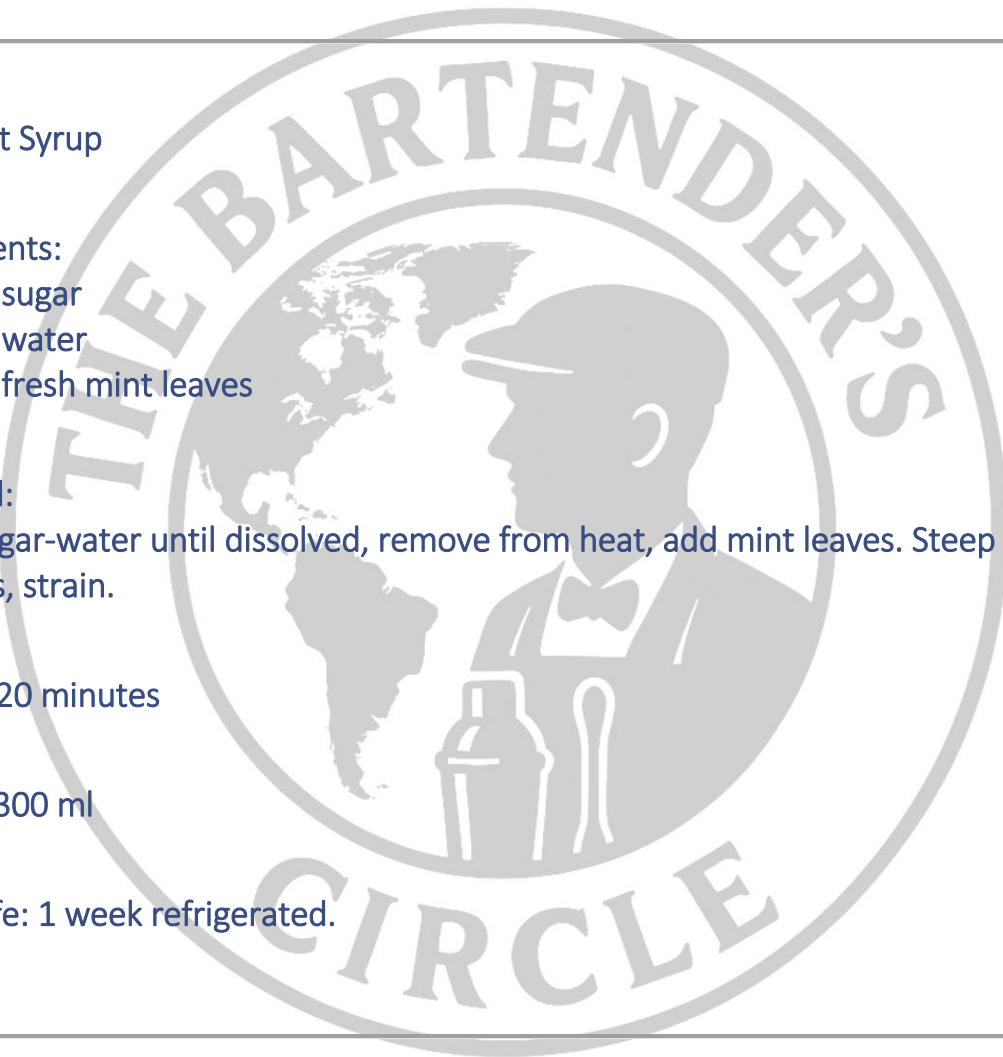 THE BARTENDER'S
t Syrup
ents:
sugar
water
fresh mint leaves
d:
gar-water until dissolved, remove from heat, add mint leaves. Steep
s, strain.
20 minutes
300 ml
fe: 1 week refrigerated.
CIRCLE